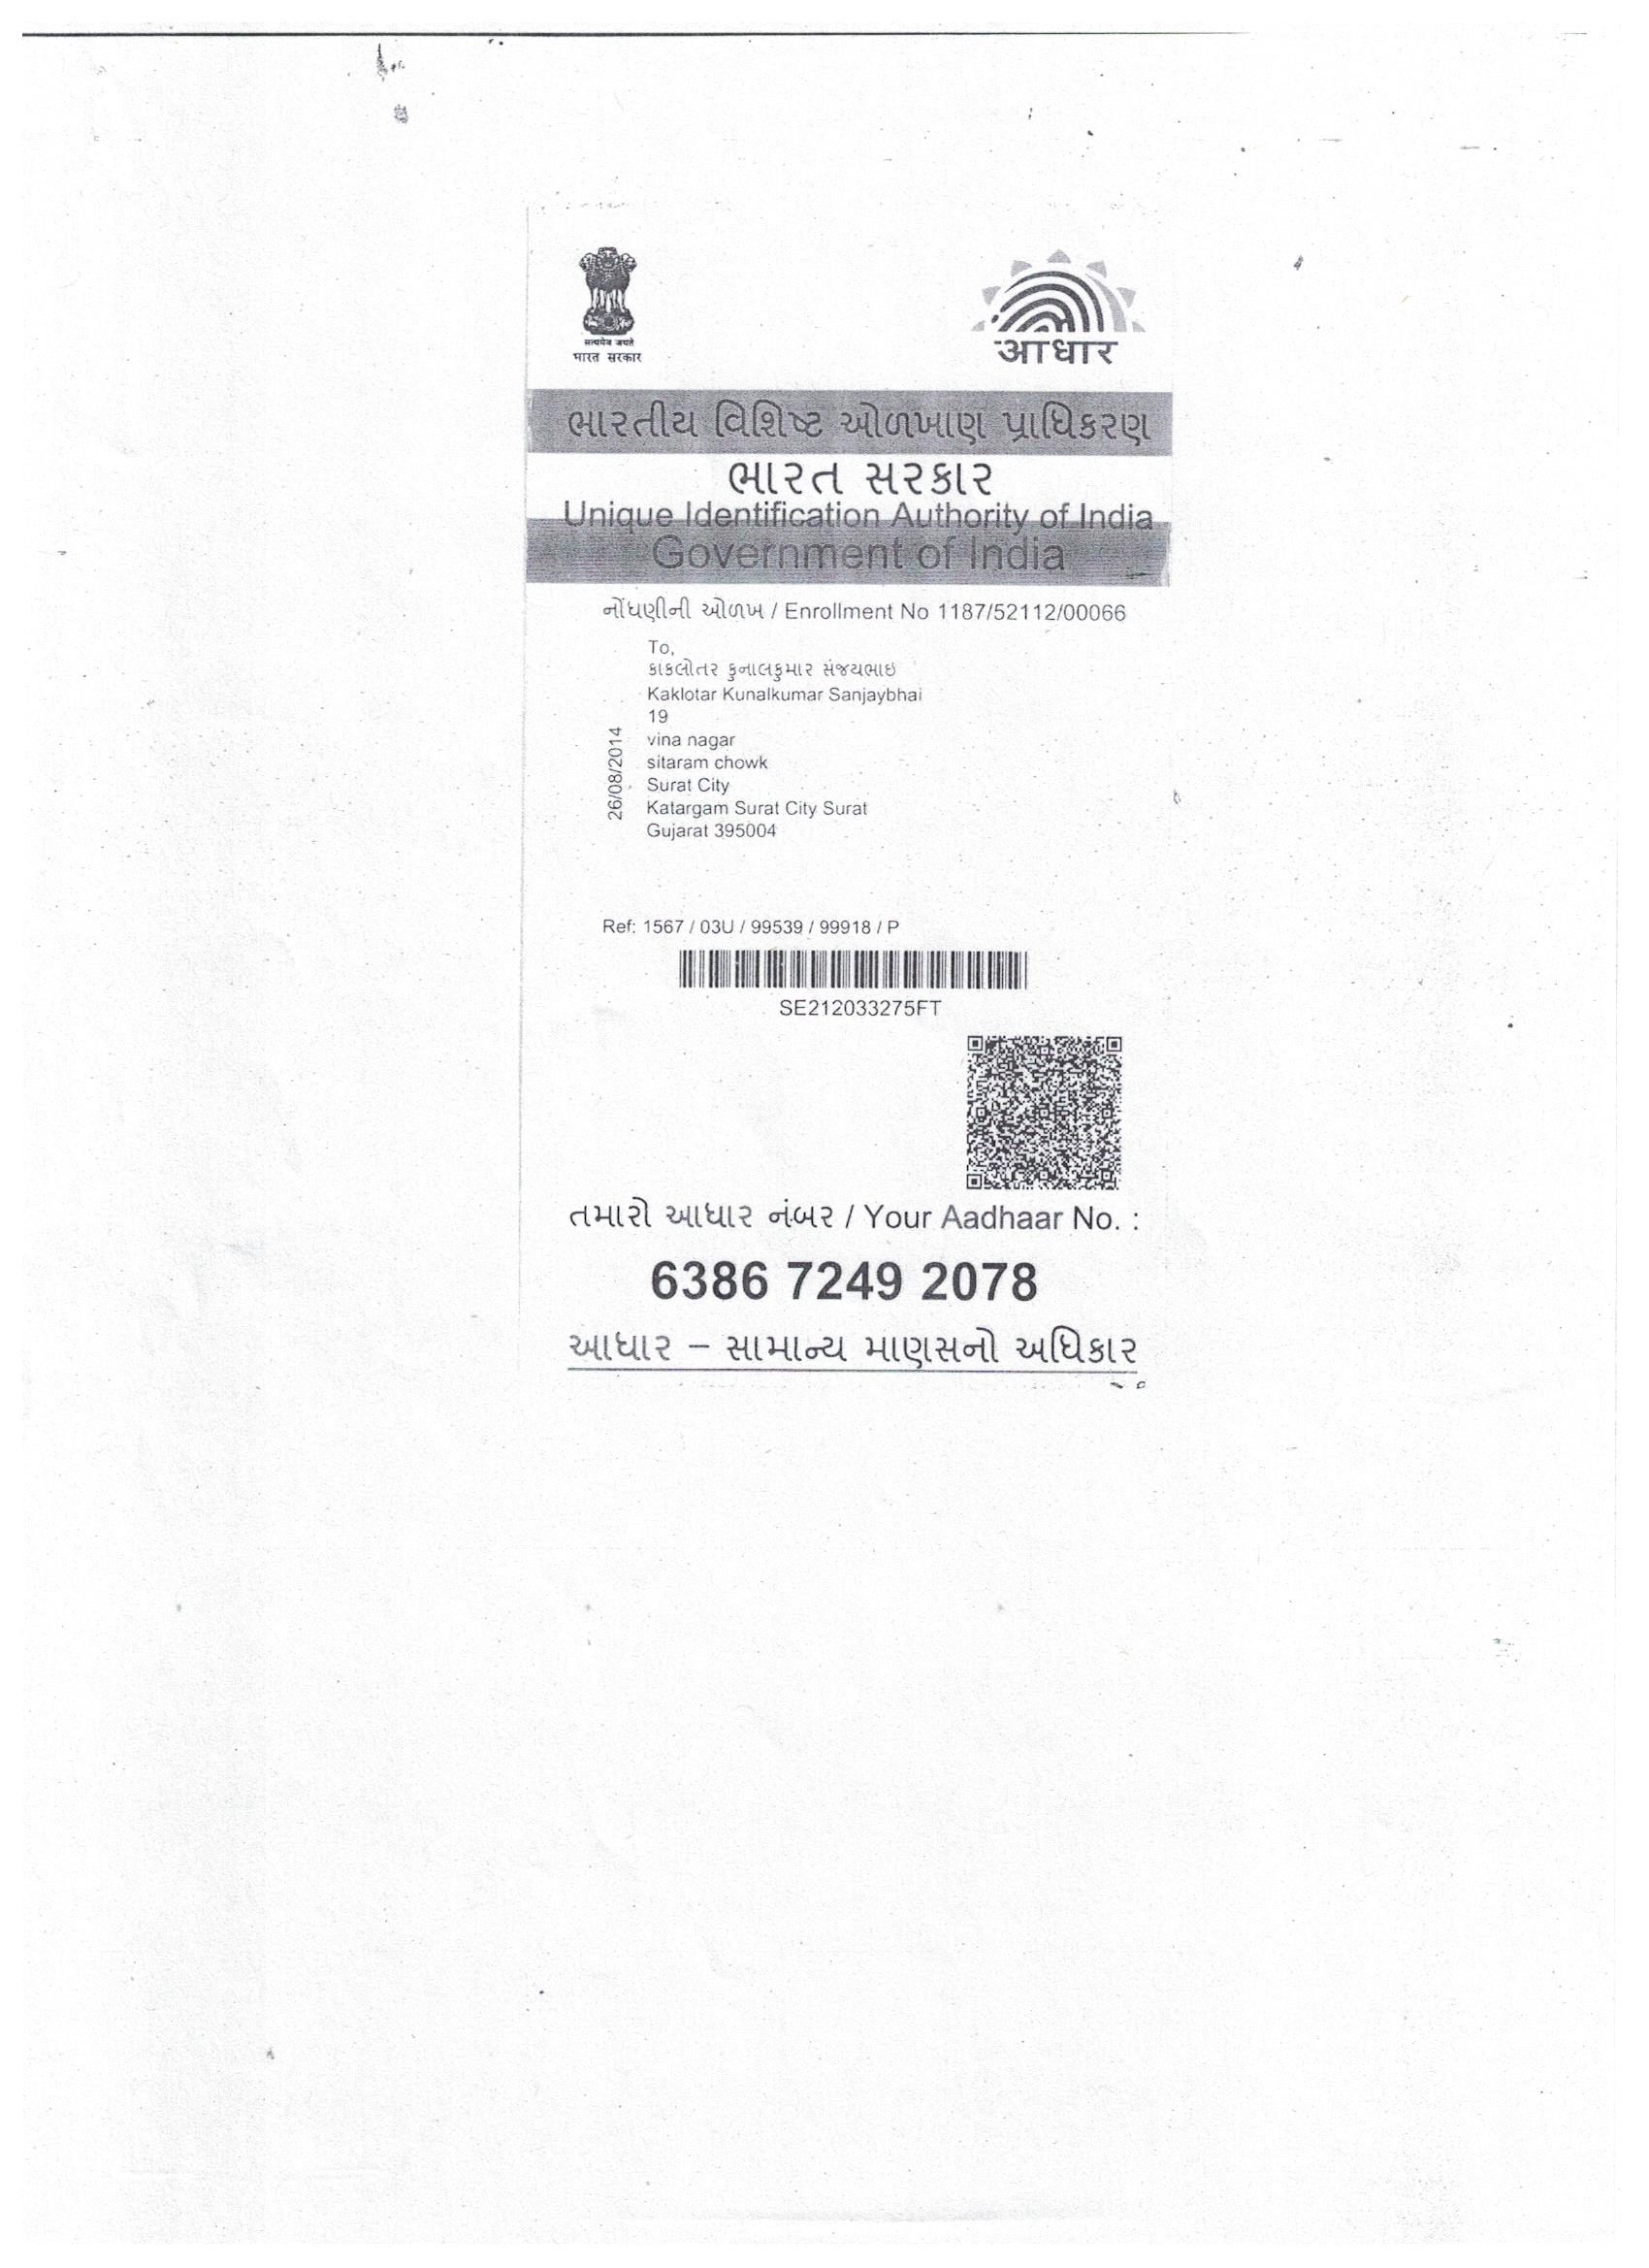 सत्यमेव जयते
भारत सरकार
आधार
ભારતીય વિશિષ્ટ ઓળખાણ પ્રાધિકરણ
ભારત સરકાર
Unique Identification Authority of India
Government of India
નોંધણીની ઓળખ / Enrollment No 1187/52112/00066
To,
કાકલોતર કુનાલકુમાર સંજયભાઇ
Kaklotar Kunalkumar Sanjaybhai
19
vina nagar
sitaram chowk
Surat City
Katargam Surat City Surat
Gujarat 395004
26/08/2014
Ref: 1567 / 03U / 99539 / 99918 / P
SE212033275FT
તમારો આધાર નંબર / Your Aadhaar No. :
6386 7249 2078
આધાર – સામાન્ય માણસનો અધિકાર